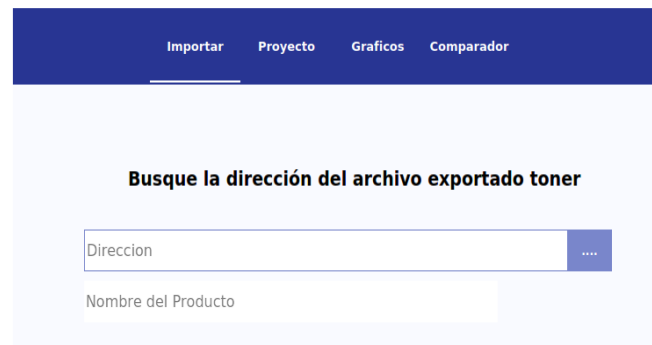 Importar Proyecto Graficos Comparador
Busque la dirección del archivo exportado toner
Direccion ....
Nombre del Producto